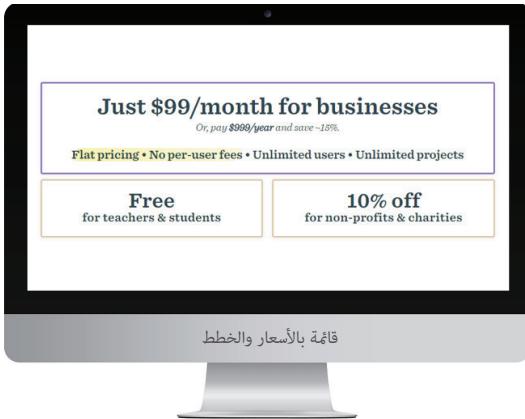 Just $99/month for businesses
Or, pay $999/year and save ~15%.
Flat pricing • No per-user fees • Unlimited users • Unlimited projects
Free
for teachers & students
10% off
for non-profits & charities
قائمة بالأسعار والخطط